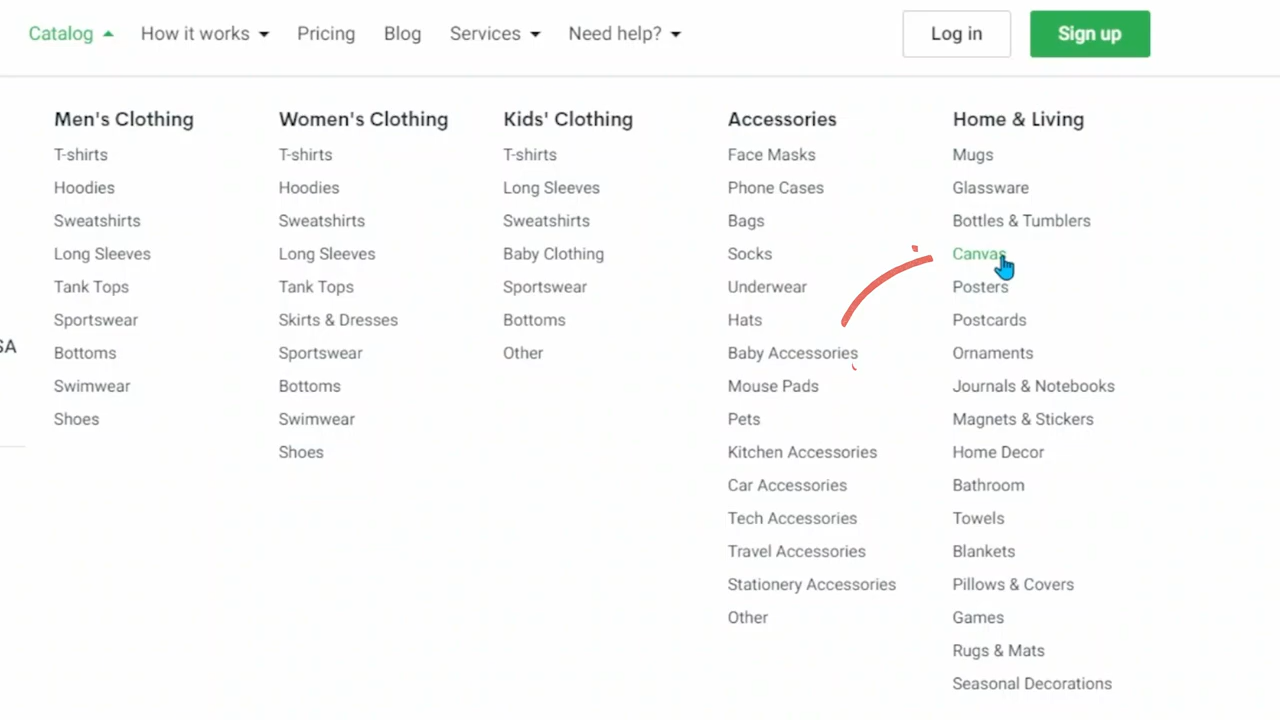 Catalog How it works Pricing Blog Services Need help? Log in Sign up
Men's Clothing
T-shirts
Hoodies
Sweatshirts
Long Sleeves
Tank Tops
Sportswear
Bottoms
Swimwear
Shoes
Women's Clothing
T-shirts
Hoodies
Sweatshirts
Long Sleeves
Tank Tops
Skirts & Dresses
Sportswear
Bottoms
Swimwear
Shoes
Kids' Clothing
T-shirts
Long Sleeves
Sweatshirts
Baby Clothing
Sportswear
Bottoms
Other
Accessories
Face Masks
Phone Cases
Bags
Socks
Underwear
Hats
Baby Accessories
Mouse Pads
Pets
Kitchen Accessories
Car Accessories
Tech Accessories
Travel Accessories
Stationery Accessories
Other
Home & Living
Mugs
Glassware
Bottles & Tumblers
Canvas
Posters
Postcards
Ornaments
Journals & Notebooks
Magnets & Stickers
Home Decor
Bathroom
Towels
Blankets
Pillows & Covers
Games
Rugs & Mats
Seasonal Decorations